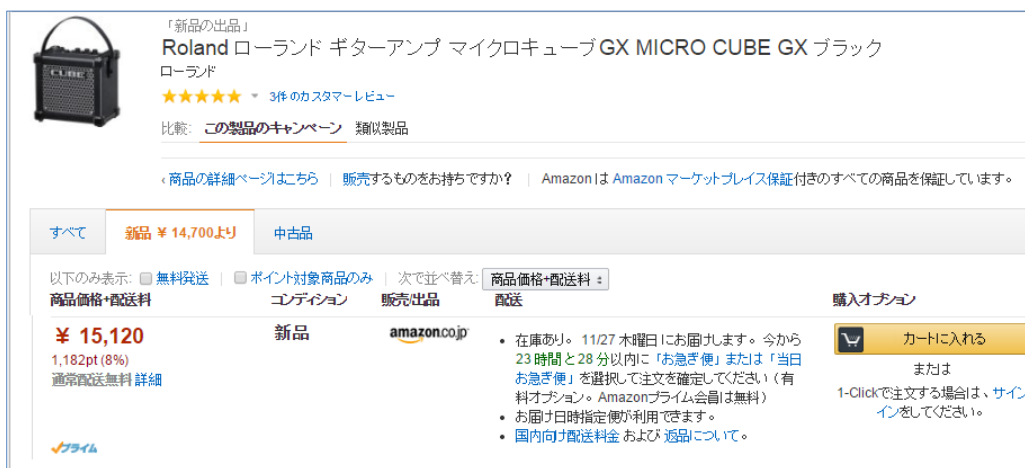 「新品の出品」
Roland ローランド ギターアンプ マイクロキューブGX MICRO CUBE GX ブラック
ローランド
3件のカスタマーレビュー
比較: この製品のキャンペーン 類似製品
‹ 商品の詳細ページはこちら | 販売するものをお持ちですか? | Amazon は Amazon マーケットプレイス保証付きのすべての商品を保証しています。
すべて 新品 ¥ 14,700より 中古品
以下のみ表示: 無料発送 | ポイント対象商品のみ | 次で並べ替え: 商品価格+配送料
商品価格+配送料 コンディション 販売/出品 配送 購入オプション
¥ 15,120 新品 amazon.co.jp
1,182pt (8%)
通常配送無料 詳細
プライム
• 在庫あり。 11/27 木曜日 にお届けします。 今から
23 時間 と 28 分以内に 「お急ぎ便」または「当日
お急ぎ便」を選択して注文を確定してください (有
料オプション。Amazonプライム会員は無料)
• お届け日時指定便が利用できます。
• 国内向け配送料金 および 返品について。
カートに入れる
または
1-Clickで注文する場合は、サイン
インをしてください。
CUBE